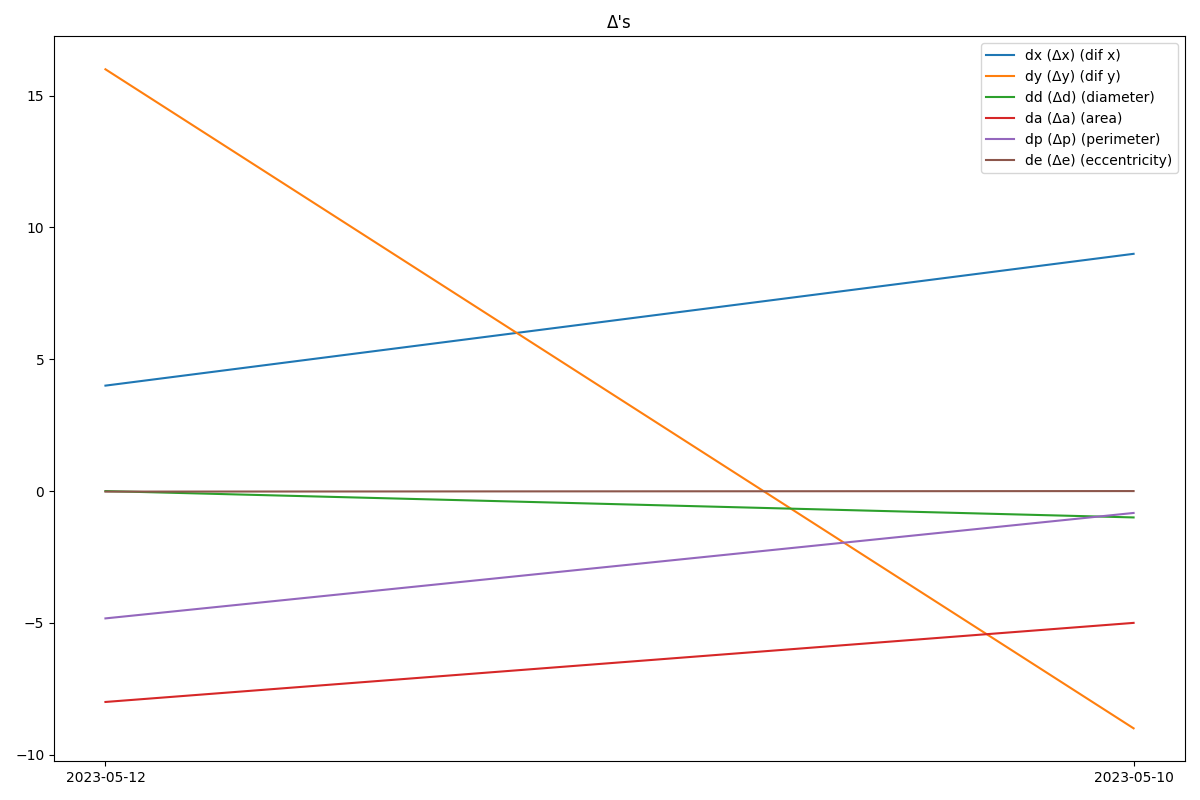 Δ's
dx (Δx) (dif x)
dy (Δy) (dif y)
dd (Δd) (diameter)
da (Δa) (area)
dp (Δp) (perimeter)
de (Δe) (eccentricity)
15
10
5
0
−5
−10
2023-05-12 2023-05-10